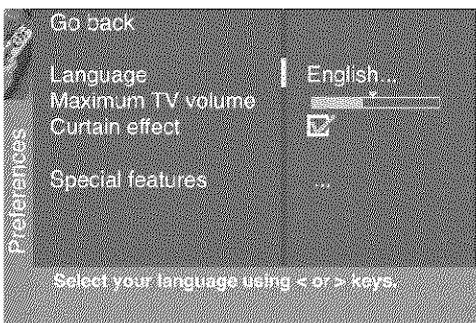 Go back
Language English...
Maximum TV volume
Curtain effect
Special features ...
Preferences
Select your language using < or > keys.